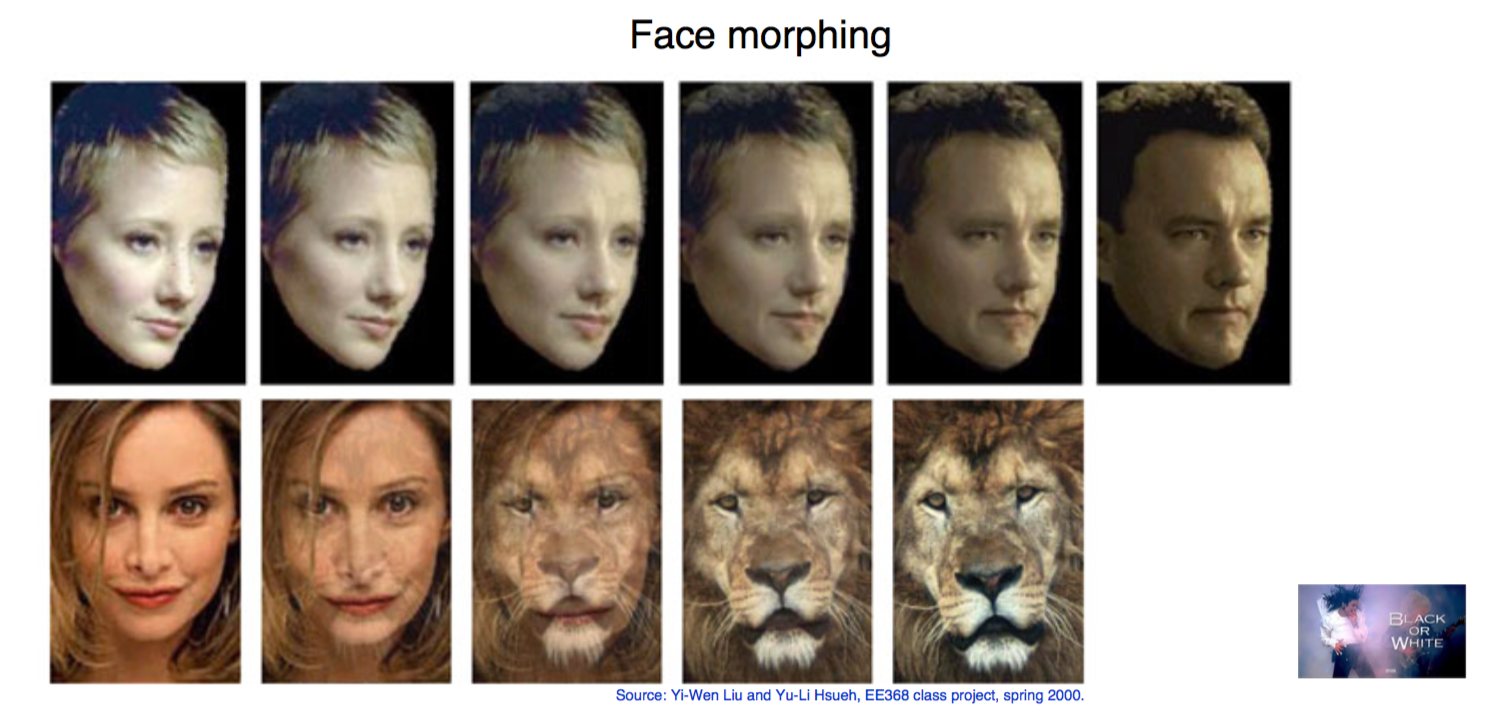 Face morphing
BLACK
OR
WHITE
Source: Yi-Wen Liu and Yu-Li Hsueh, EE368 class project, spring 2000.